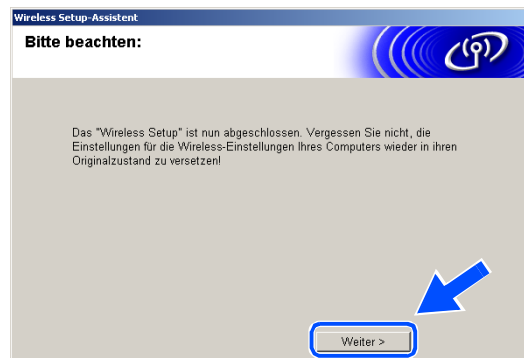 Wireless Setup-Assistent
Bitte beachten:
Das "Wireless Setup" ist nun abgeschlossen. Vergessen Sie nicht, die
Einstellungen für die Wireless-Einstellungen Ihres Computers wieder in ihren
Originalzustand zu versetzen!
Weiter >